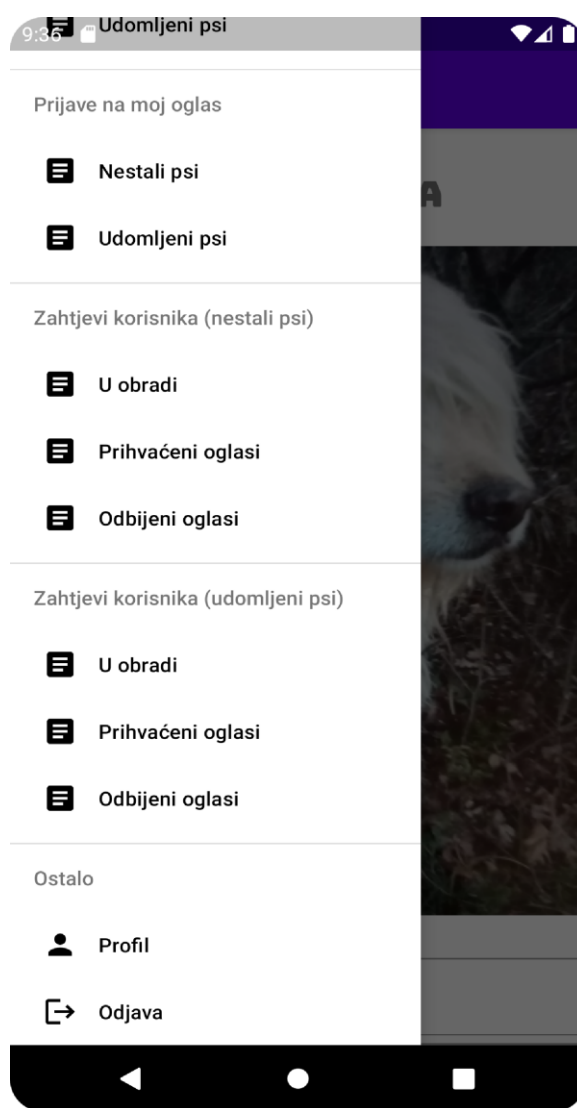 9:36
Udomljeni psi
Prijave na moj oglas
Nestali psi
Udomljeni psi
A
Zahtjevi korisnika (nestali psi)
U obradi
Prihvaćeni oglasi
Odbijeni oglasi
Zahtjevi korisnika (udomljeni psi)
U obradi
Prihvaćeni oglasi
Odbijeni oglasi
Ostalo
Profil
Odjava